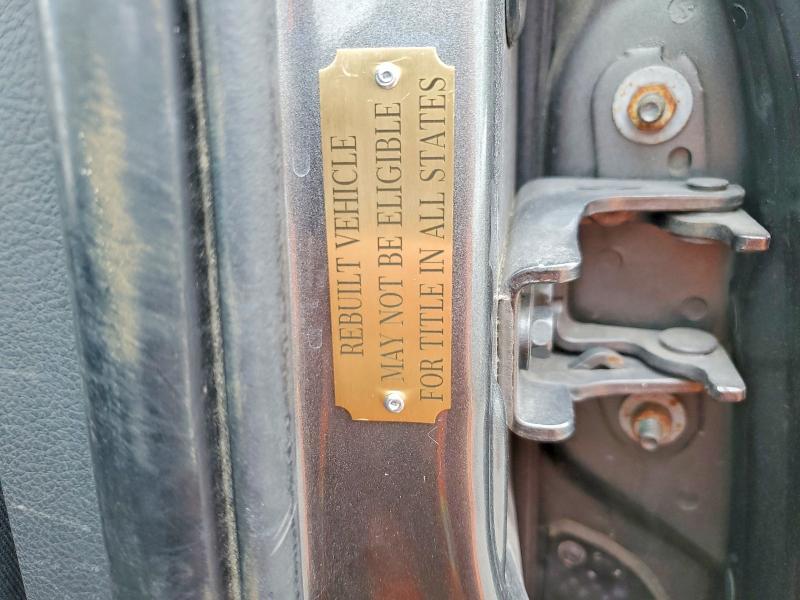 REBUILT VEHICLE
MAY NOT BE ELIGIBLE
FOR TITLE IN ALL STATES